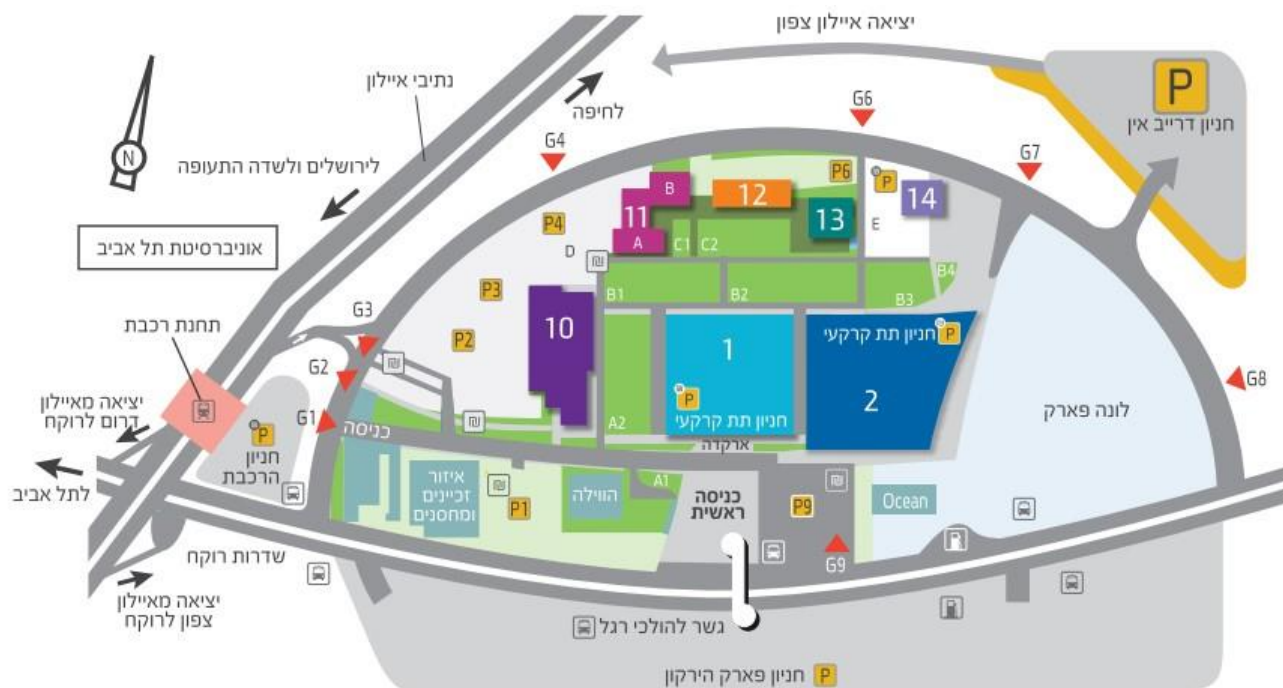 יציאה איילון צפון
P
חניון דרייב אין
נתיבי איילון
לחיפה
G6
G4
G7
N
לירושלים ולשדה התעופה
אוניברסיטת תל אביב
B
11
A
12
P6
P
14
13
E
C1
C2
P4
D
₪
B1
B2
B3
B4
P3
P2
G3
G2
G1
₪
10
1
P
חניון תת קרקעי
חניון תת קרקעי
P
2
A2
ארקדה
לונה פארק
G8
תחנת רכבת
יציאה מאיילון
דרום לרוקח
לתל אביב
P
חניון
הרכבת
כניסה
₪
איזור
זכיינים
ומחסנים
₪
P1
הווילה
A1
כניסה
ראשית
P9
₪
G9
Ocean
שדרות רוקח
יציאה מאיילון
צפון לרוקח
גשר להולכי רגל
חניון פארק הירקון
P